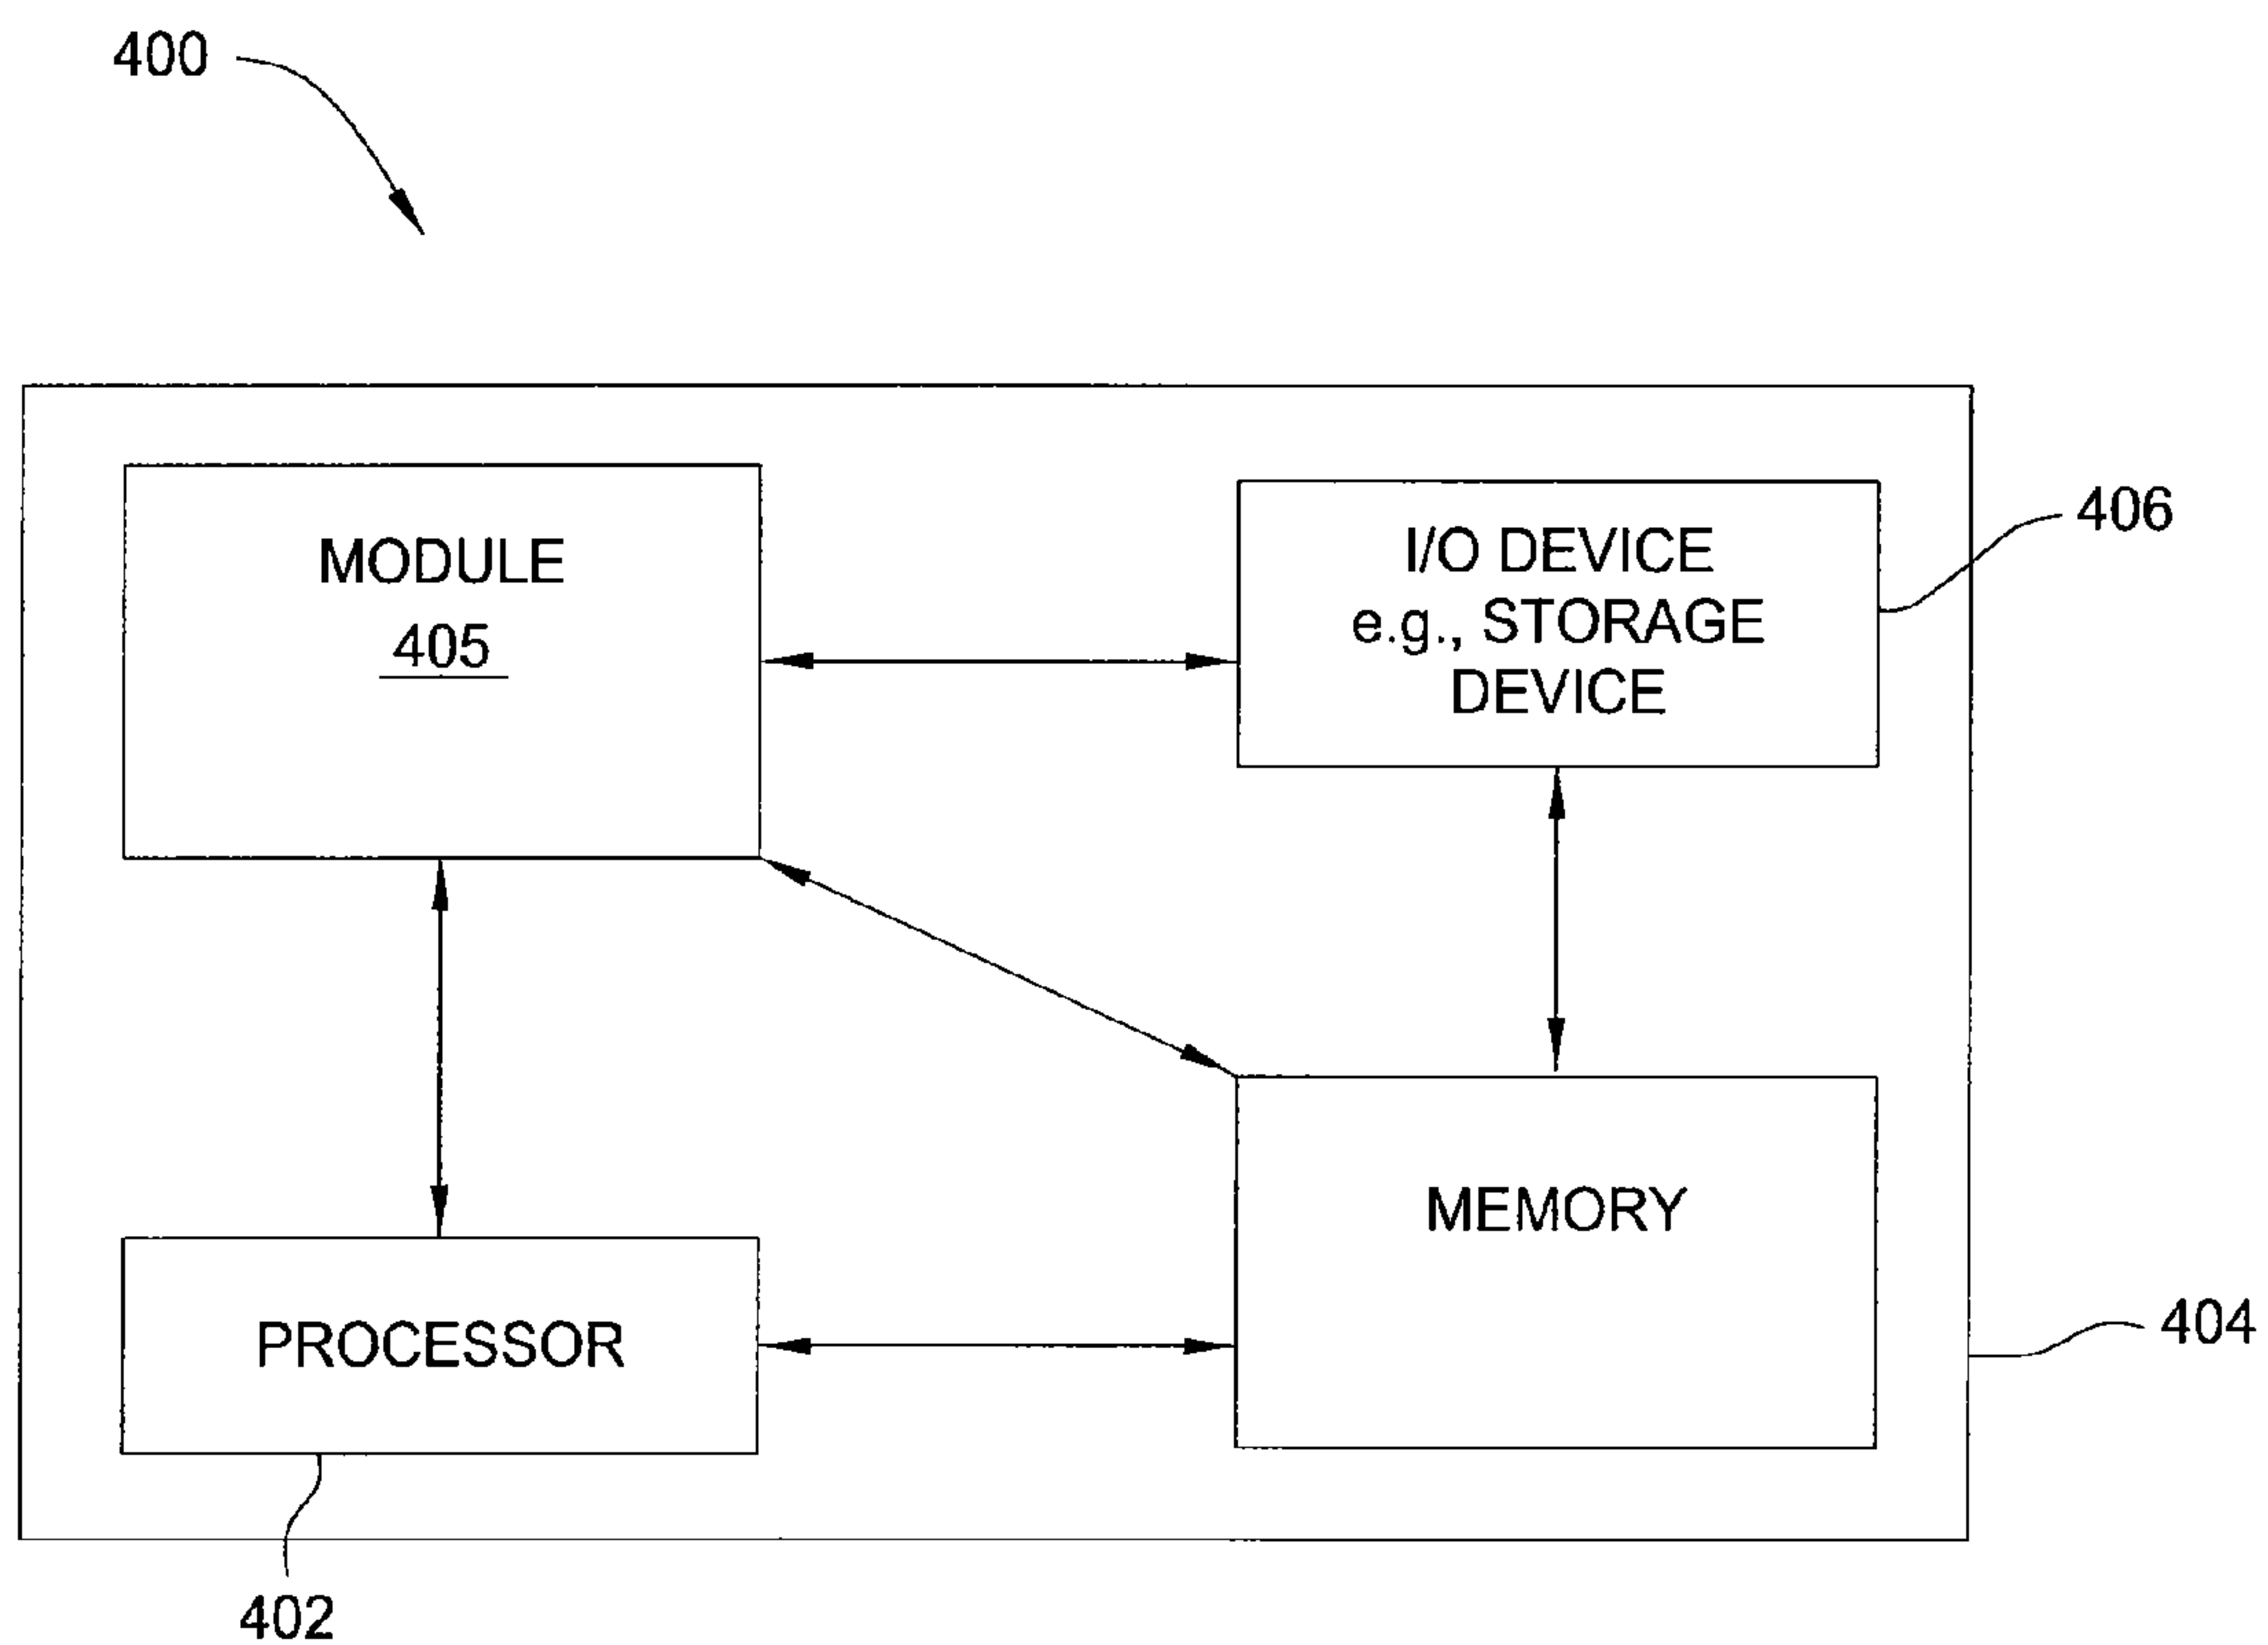 400
MODULE
405
I/O DEVICE
e.g., STORAGE
DEVICE
406
MEMORY
404
PROCESSOR
402